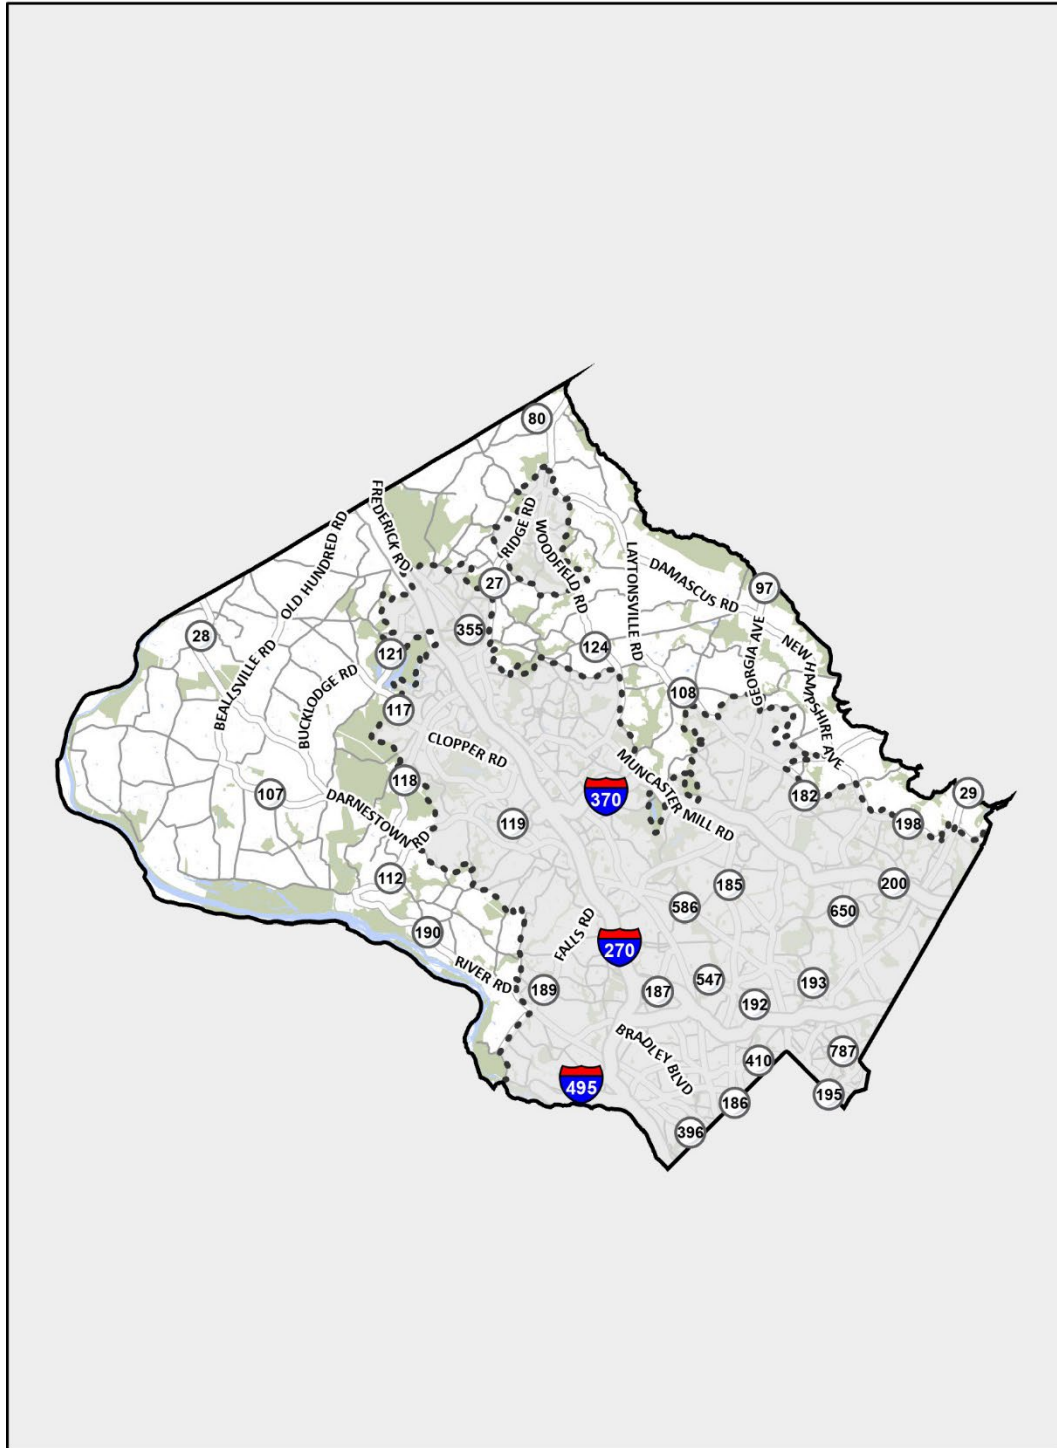 80
FREDERICK RD
OLD HUNDRED RD
RIDGE RD
WOODFIELD RD
LAYTONSVILLE RD
DAMASCUS RD
27
97
28
355
121
124
GEORGIA AVE
NEW HAMPSHIRE AVE
BEALLSVILLE RD
BUCKLODGE RD
108
117
CLOPPER RD
118
MUNCASTER MILL RD
107
370
182
29
DARNESTOWN RD
119
198
112
185
200
586
650
190
FALLS RD
270
RIVER RD
189
187
547
193
192
BRADLEY BLVD
410
787
495
186
195
396